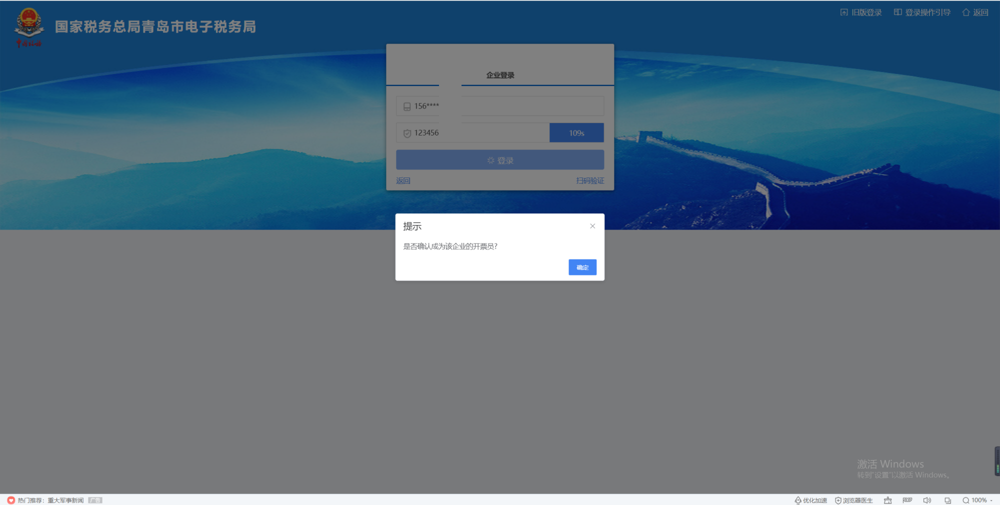 国家税务总局青岛市电子税务局
旧版登录 登录操作引导 返回
企业登录
156****
123456 109s
登录
返回 扫码验证
提示
是否确认成为该企业的开票员?
确定
激活 Windows
转到"设置"以激活 Windows。
热门推荐：重大军事新闻 广告 优化加速 浏览器医生 100%